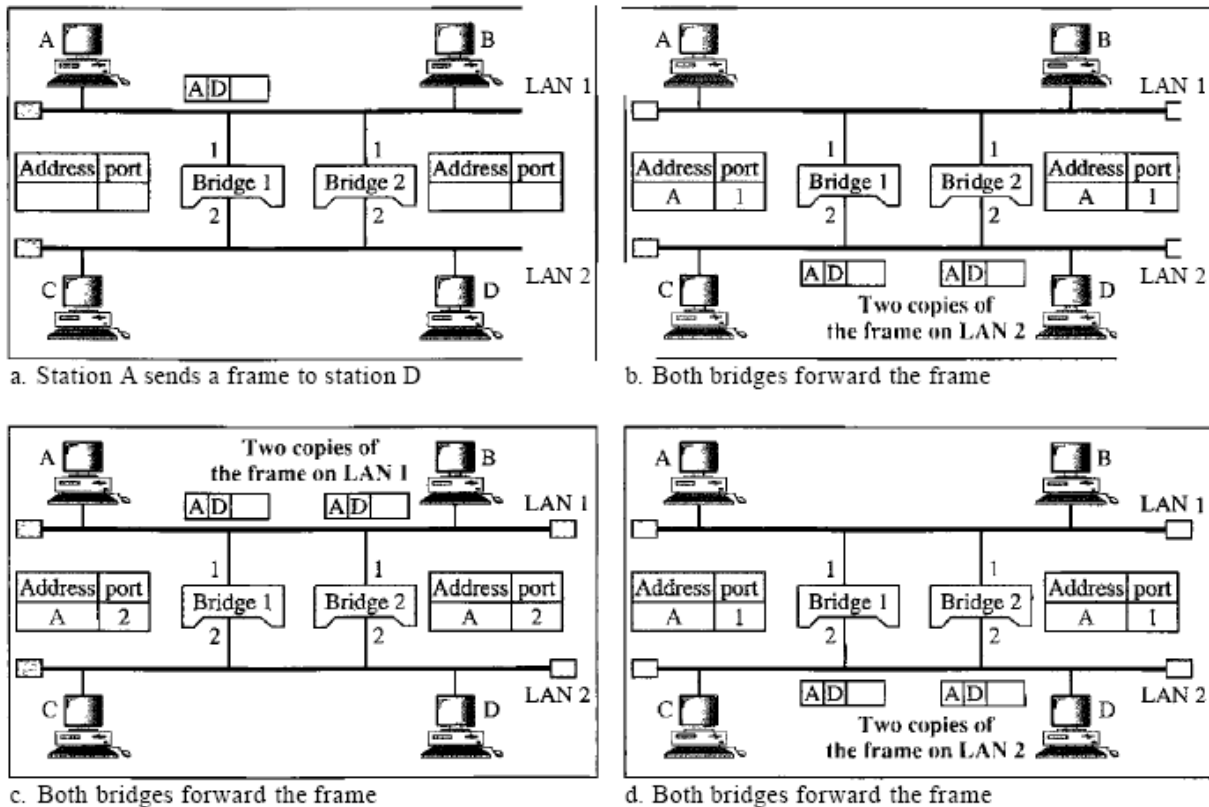 A
B
A D
LAN 1
1
1
Address port
Bridge 1
Bridge 2
Address port
2
2
LAN 2
C
D
a. Station A sends a frame to station D
A
B
LAN 1
1
1
Address port
Bridge 1
Bridge 2
Address port
A 1
A 1
2
2
LAN 2
A D
A D
C
D
Two copies of
the frame on LAN 2
b. Both bridges forward the frame
A
Two copies of
the frame on LAN 1
B
A D
A D
LAN 1
1
1
Address port
Bridge 1
Bridge 2
Address port
A 2
A 2
2
2
LAN 2
C
D
c. Both bridges forward the frame
A
B
LAN 1
1
1
Address port
Bridge 1
Bridge 2
Address port
A 1
A 1
2
2
LAN 2
A D
A D
C
D
Two copies of
the frame on LAN 2
d. Both bridges forward the frame